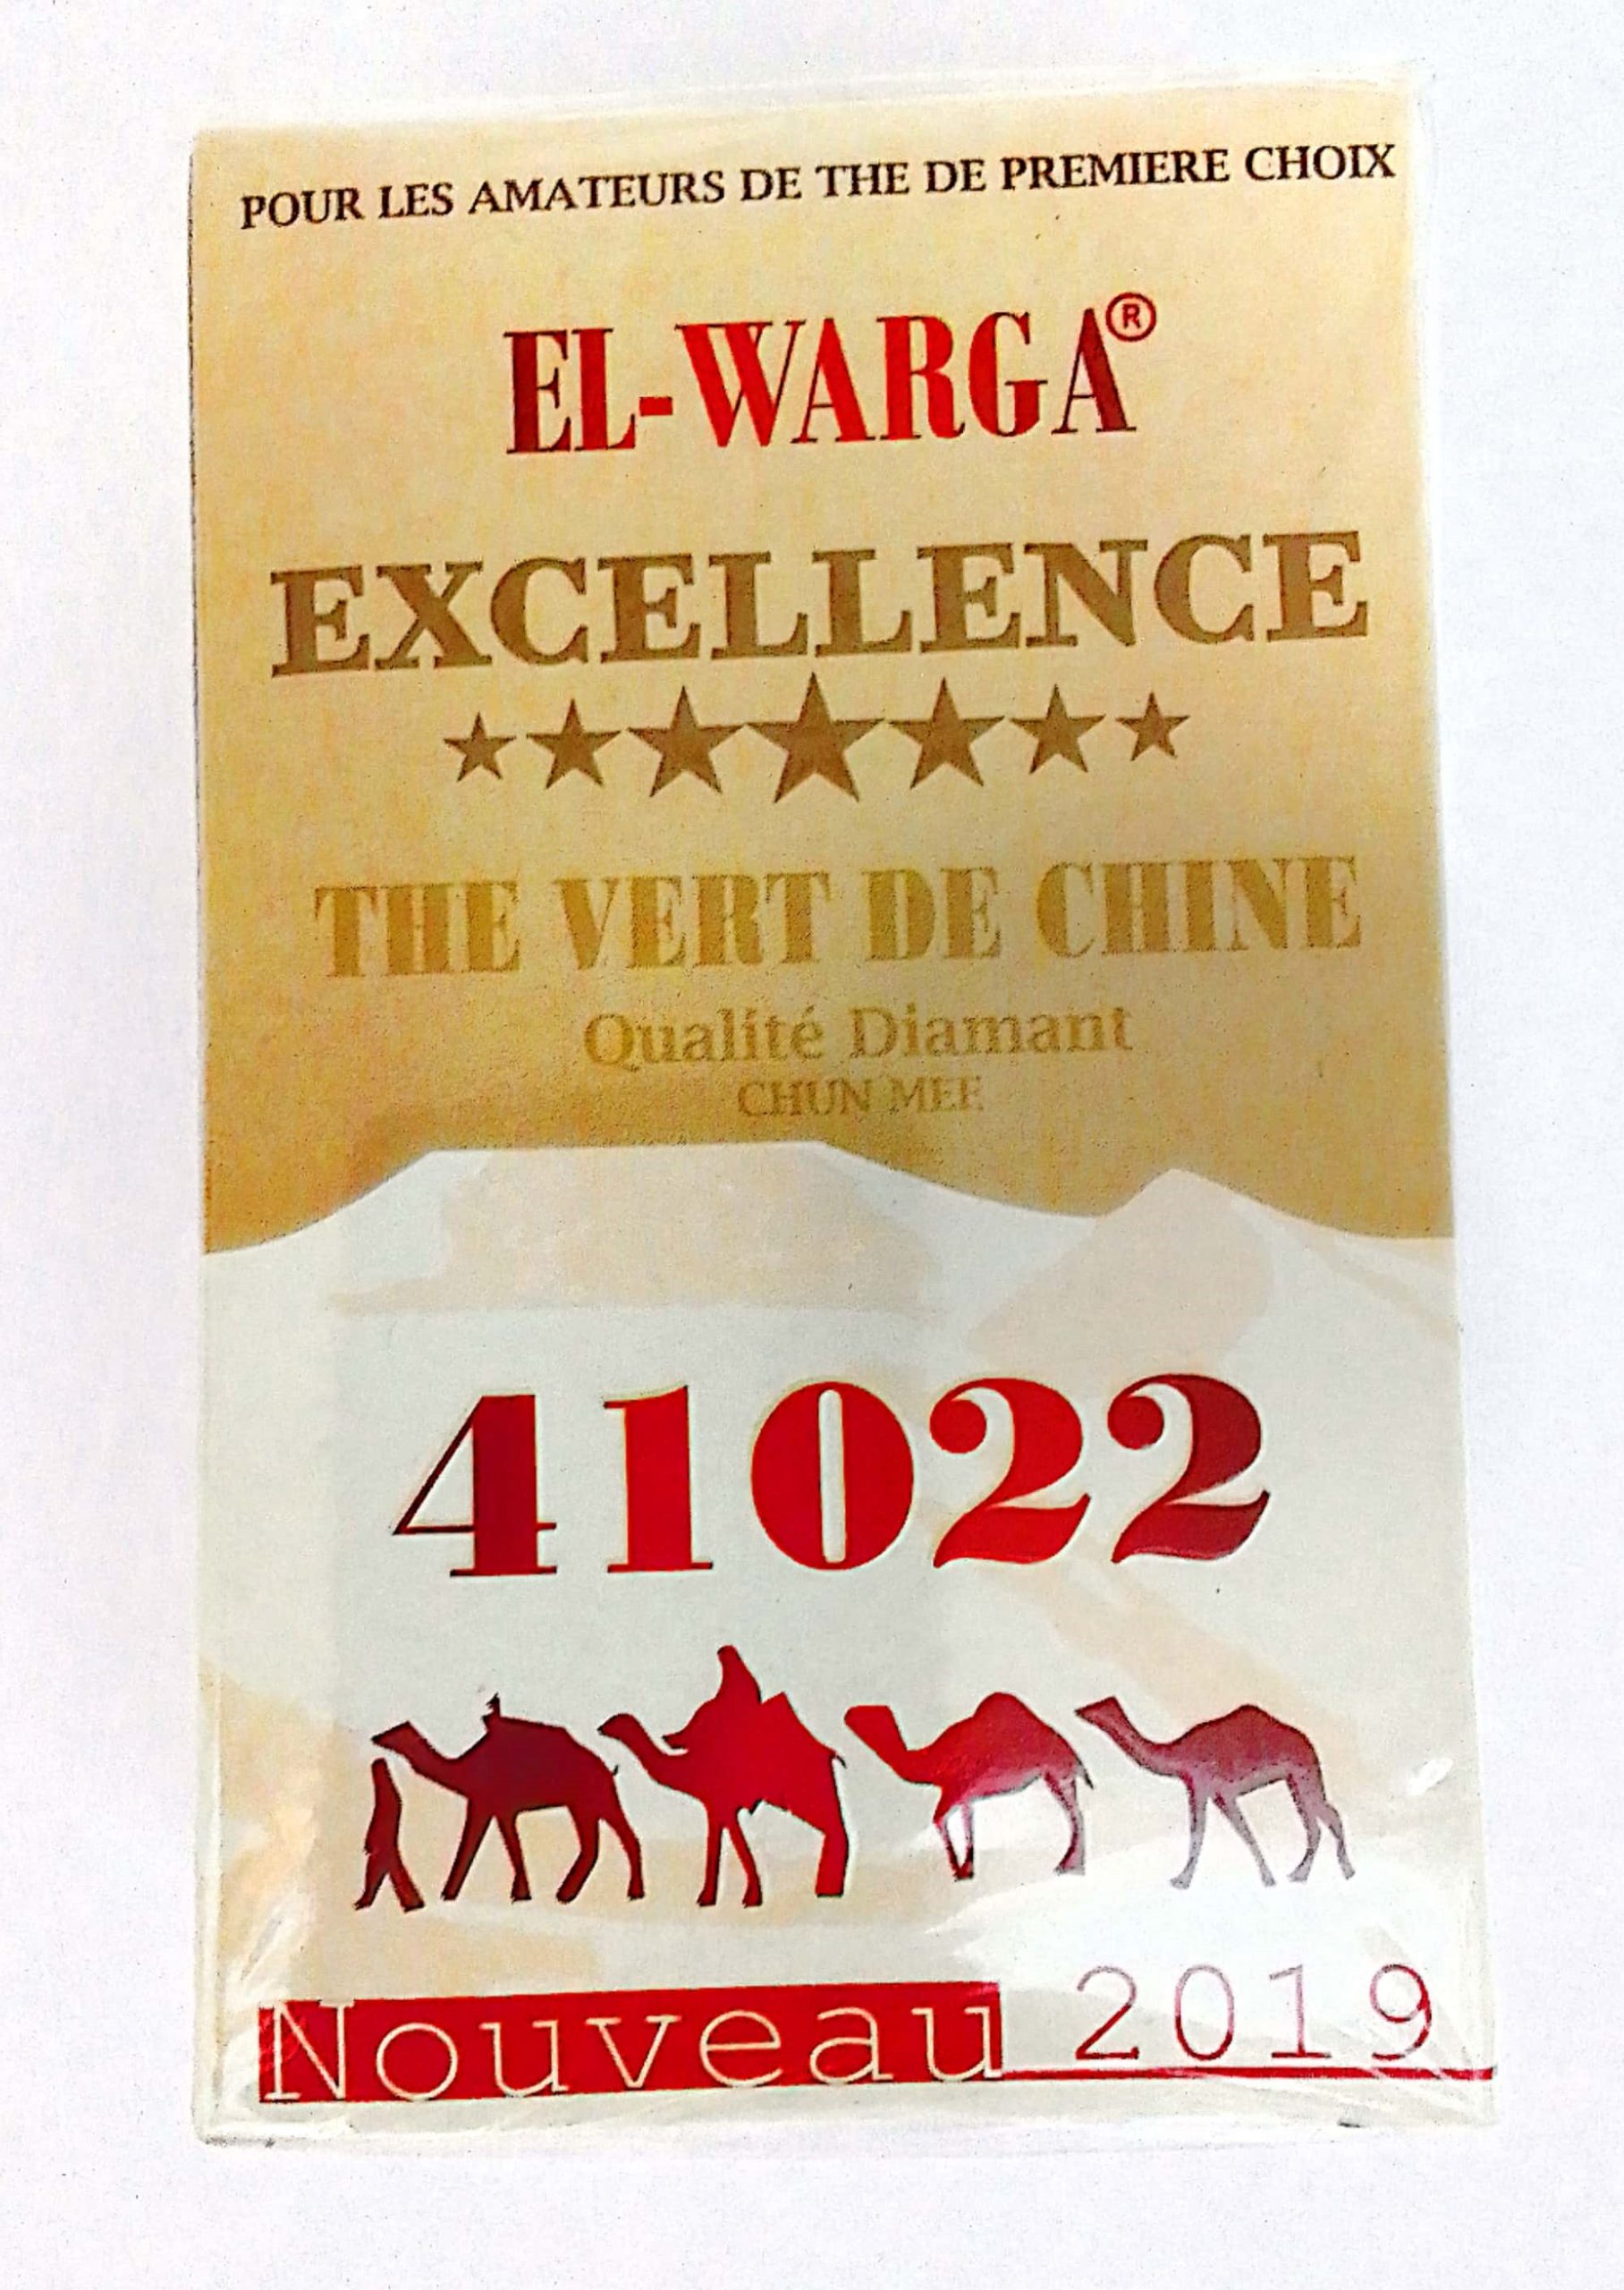 POUR LES AMATEURS DE THE DE PREMIERE CHOIX
EL-WARGA®
EXCELLENCE
THE VERT DE CHINE
Qualité Diamant
CHUN MEE
41022
Nouveau 2019